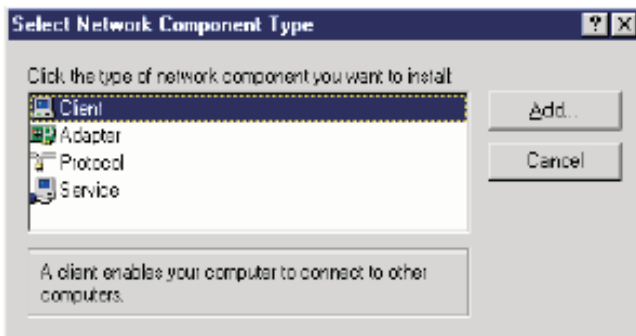 Select Network Component Type
Click the type of network component you want to install:
Client
Adapter
Protocol
Service
Add...
Cancel
A client enables your computer to connect to other
computers.